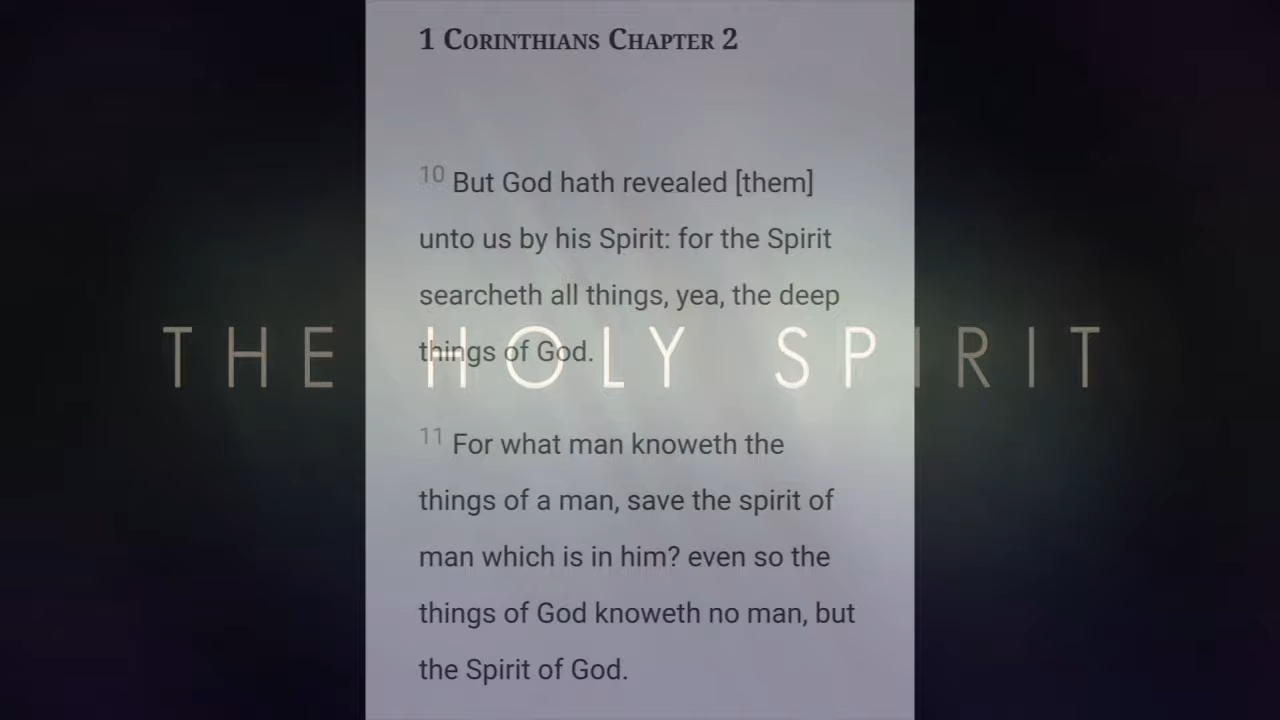 1 CORINTHIANS CHAPTER 2
10 But God hath revealed [them]
unto us by his Spirit: for the Spirit
searcheth all things, yea, the deep
things of God.
THE HOLY SPIRIT
11 For what man knoweth the
things of a man, save the spirit of
man which is in him? even so the
things of God knoweth no man, but
the Spirit of God.